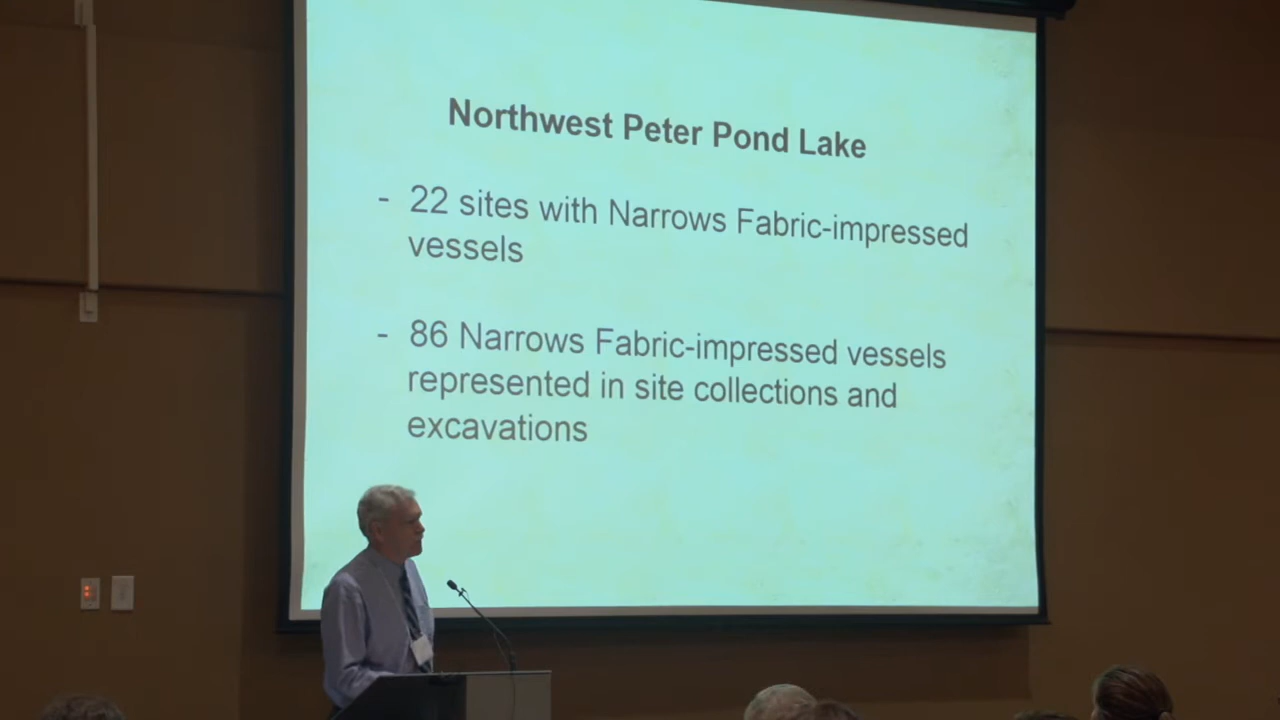 Northwest Peter Pond Lake
- 22 sites with Narrows Fabric-impressed
vessels
- 86 Narrows Fabric-impressed vessels
represented in site collections and
excavations